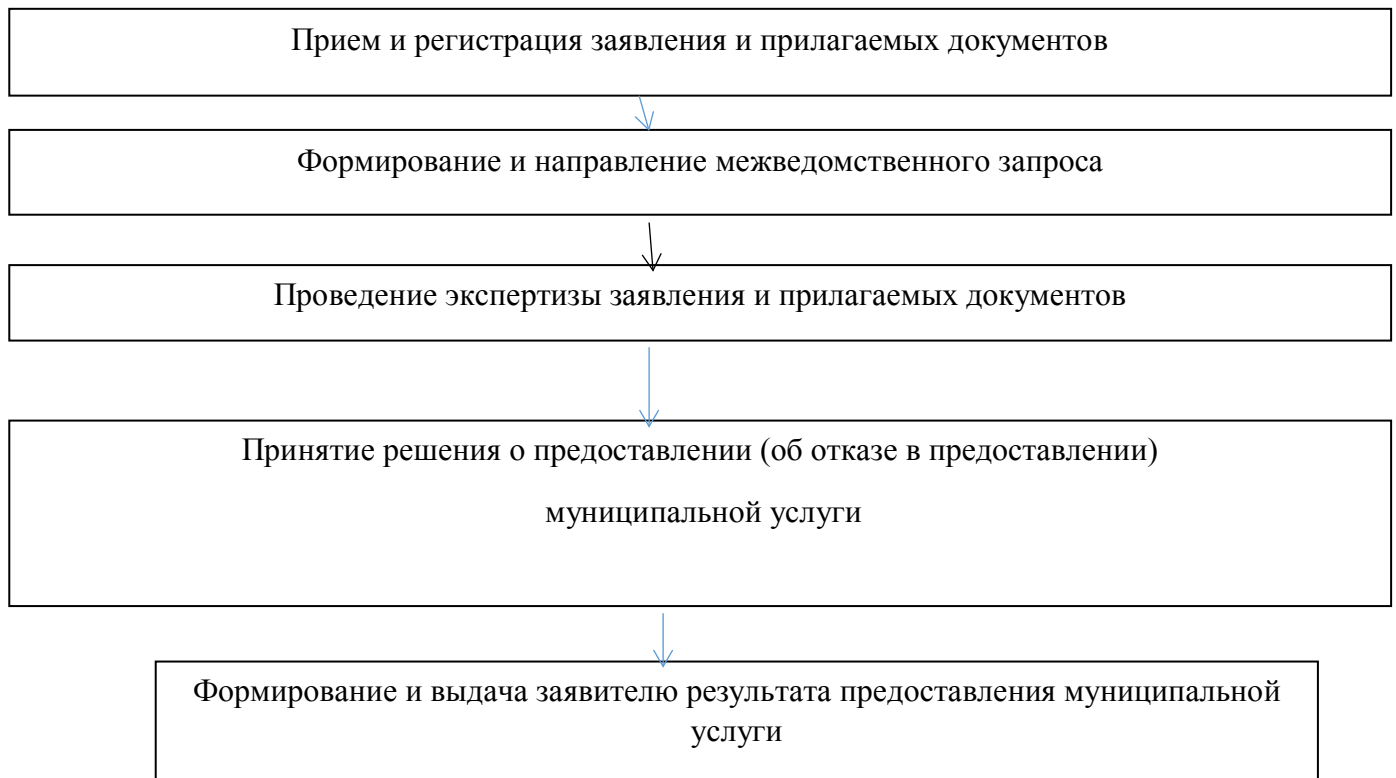 Прием и регистрация заявления и прилагаемых документов
Формирование и направление межведомственного запроса
Проведение экспертизы заявления и прилагаемых документов
Принятие решения о предоставлении (об отказе в предоставлении)
муниципальной услуги
Формирование и выдача заявителю результата предоставления муниципальной
услуги